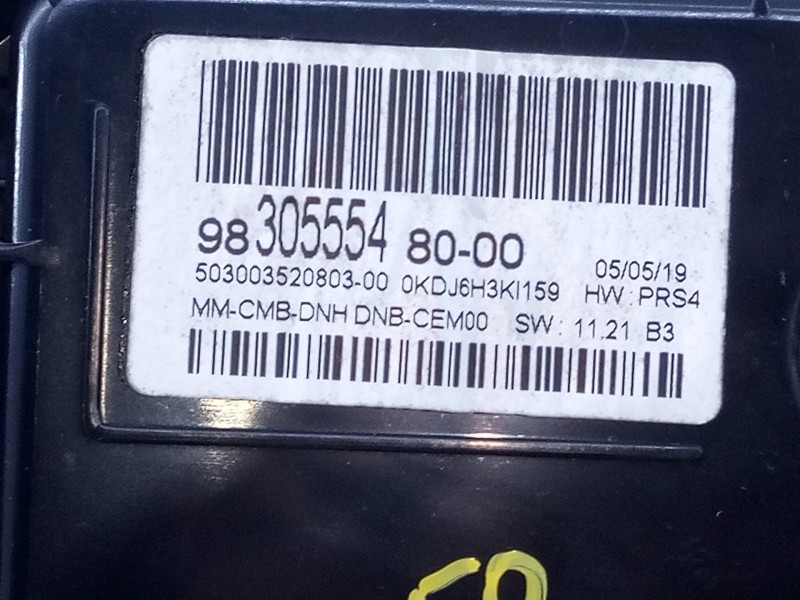 98 305554 80-00 05/05/19
503003520803-00 0KDJ6H3KI159 HW : PRS4
MM-CMB-DNH DNB-CEM00 SW : 11.21 B3